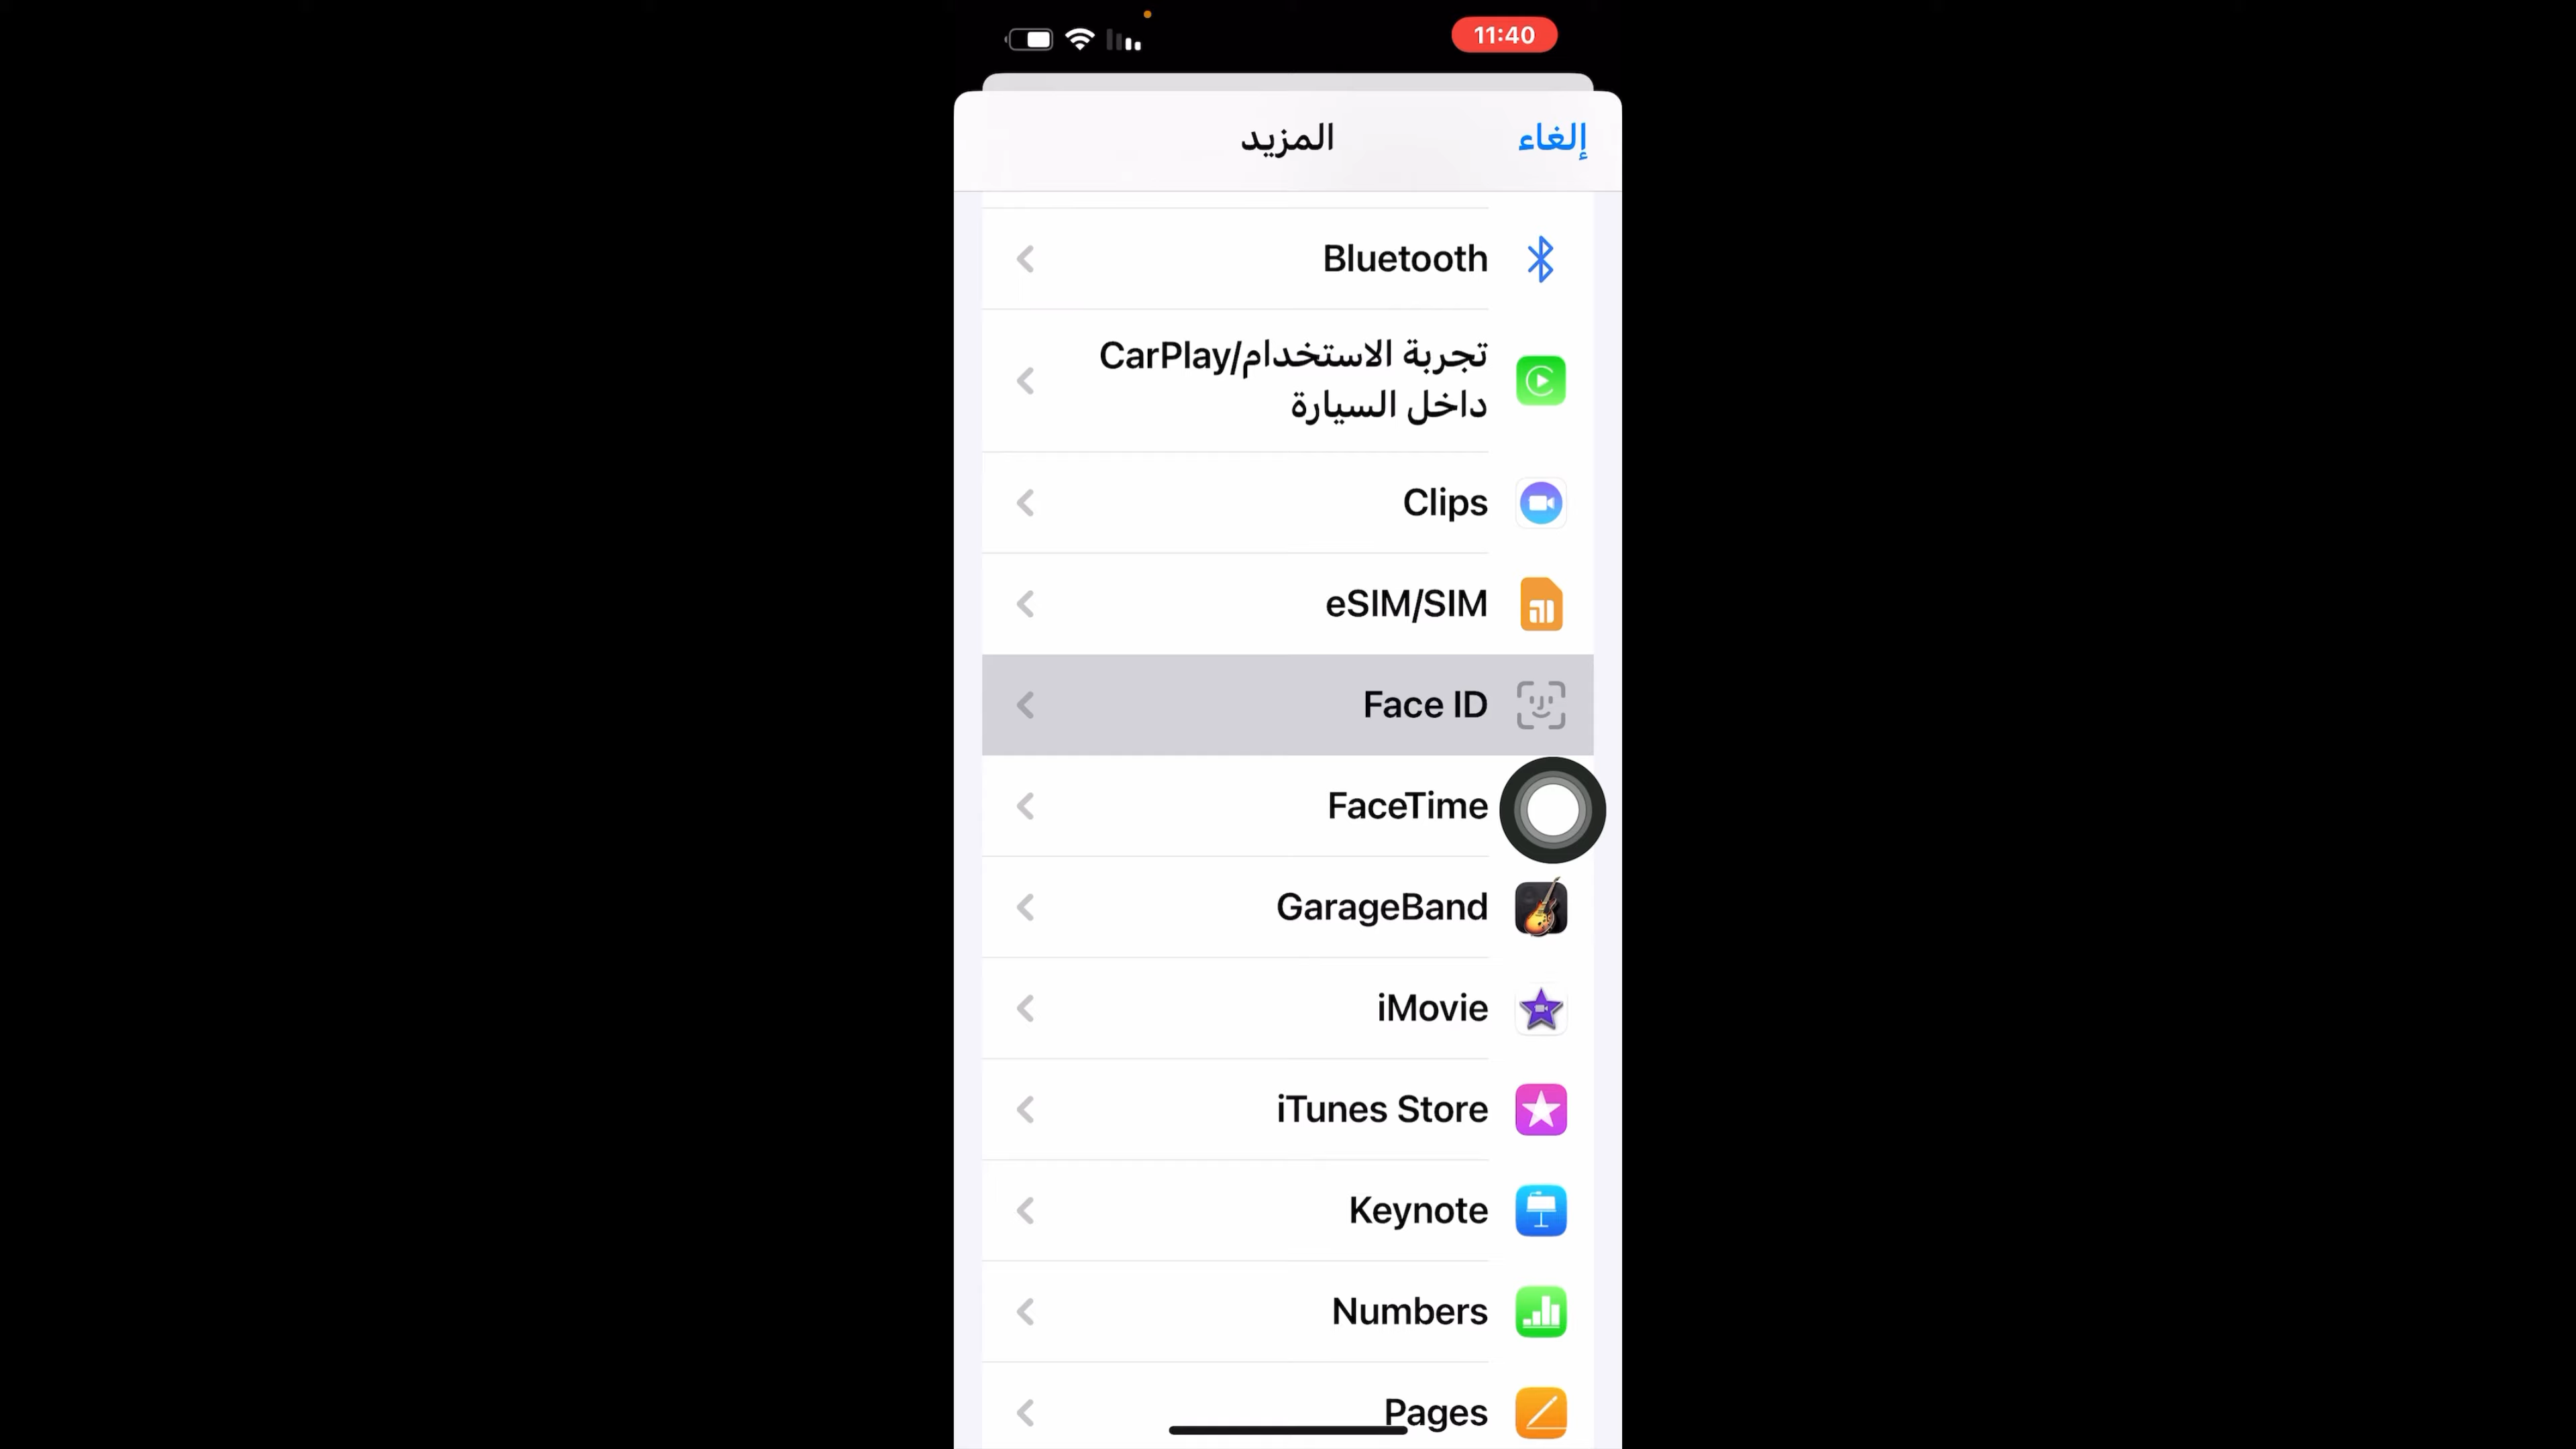 11:40
إلغاء
المزيد
Bluetooth
تجربة الاستخدام/CarPlay
داخل السيارة
Clips
eSIM/SIM
Face ID
FaceTime
GarageBand
iMovie
iTunes Store
Keynote
Numbers
Pages